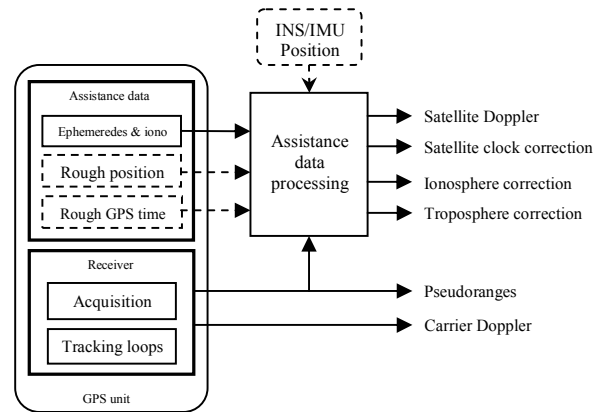 INS/IMU
Position
Assistance data
Ephemeredes & iono
Rough position
Rough GPS time
Assistance
data
processing
Satellite Doppler
Satellite clock correction
Ionosphere correction
Troposphere correction
Receiver
Acquisition
Tracking loops
Pseudoranges
Carrier Doppler
GPS unit